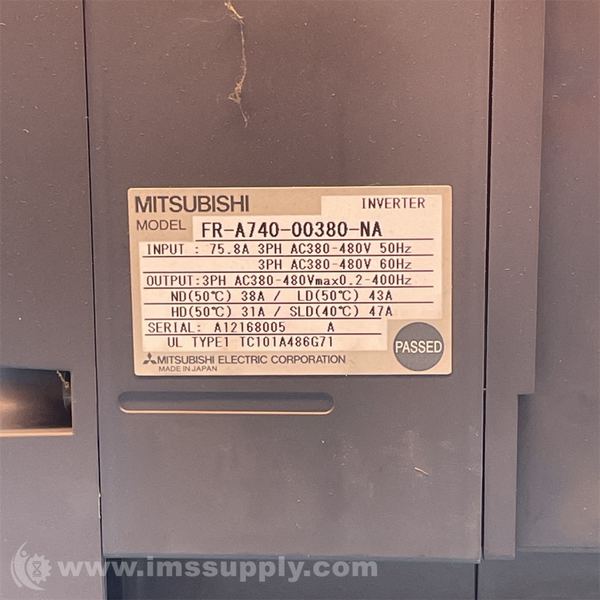 MITSUBISHI INVERTER
MODEL FR-A740-00380-NA
INPUT : 75.8A 3PH AC380-480V 50Hz
3PH AC380-480V 60Hz
OUTPUT:3PH AC380-480Vmax0.2-400Hz
ND(50℃) 38A / LD(50℃) 43A
HD(50℃) 31A / SLD(40℃) 47A
SERIAL: A12168005 A
UL TYPE1 TC101A486G71
PASSED
MITSUBISHI ELECTRIC CORPORATION
MADE IN JAPAN
www.imssupply.com